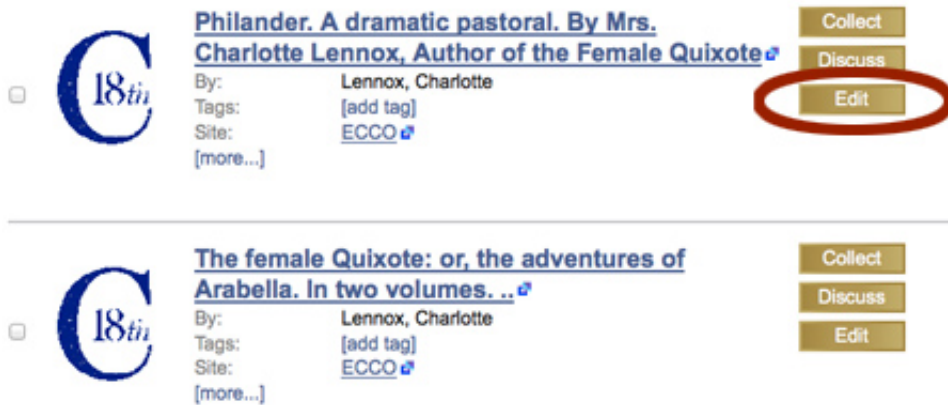 Philander. A dramatic pastoral. By Mrs.
Charlotte Lennox, Author of the Female Quixote
C 18th
By: Lennox, Charlotte
Tags: [add tag]
Site: ECCO
[more...]
Collect
Discuss
Edit
The female Quixote: or, the adventures of
Arabella. In two volumes. ..
C 18th
By: Lennox, Charlotte
Tags: [add tag]
Site: ECCO
[more...]
Collect
Discuss
Edit